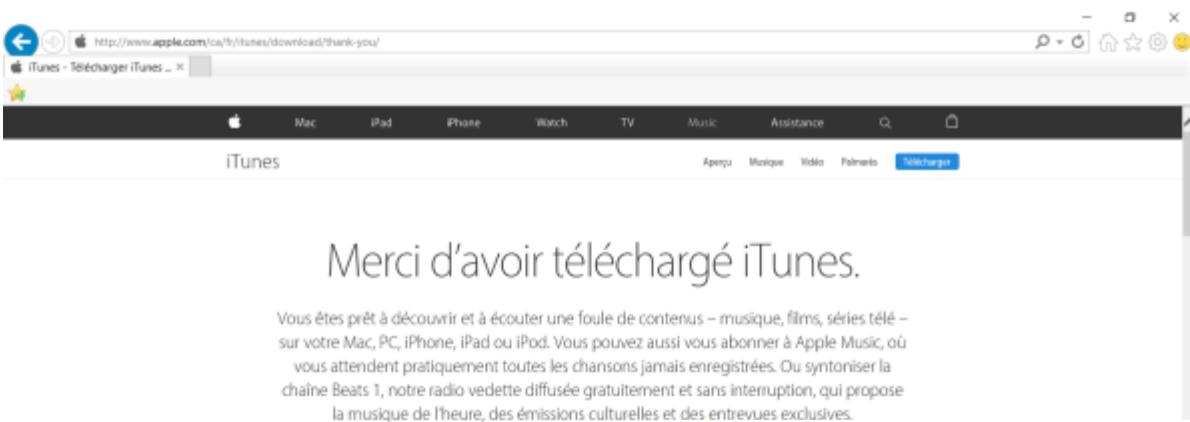 http://www.apple.com/ca/fr/itunes/download/thank-you/
iTunes - Télécharger iTunes ...
Mac iPad iPhone Watch TV Music Assistance
iTunes Aperçu Musique Vidéo Palmarès Télécharger
Merci d'avoir téléchargé iTunes.
Vous êtes prêt à découvrir et à écouter une foule de contenus – musique, films, séries télé –
sur votre Mac, PC, iPhone, iPad ou iPod. Vous pouvez aussi vous abonner à Apple Music, où
vous attendent pratiquement toutes les chansons jamais enregistrées. Ou syntoniser la
chaîne Beats 1, notre radio vedette diffusée gratuitement et sans interruption, qui propose
la musique de l'heure, des émissions culturelles et des entrevues exclusives.